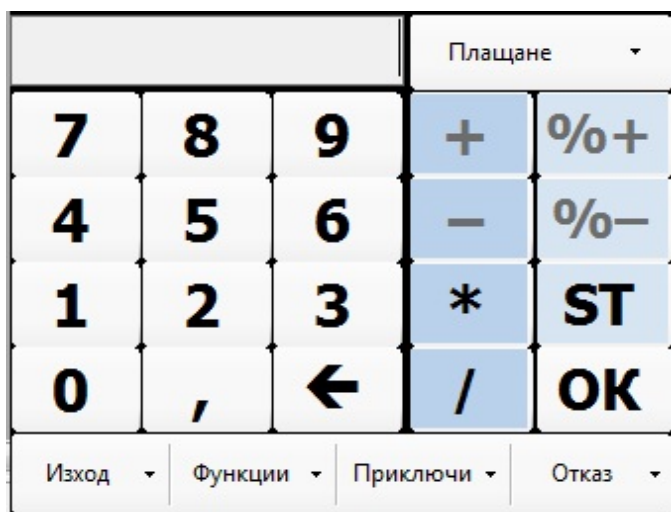 Плащане
7 8 9 + %+
4 5 6 − %−
1 2 3 * ST
0 , ← / OK
Изход Функции Приключи Отказ